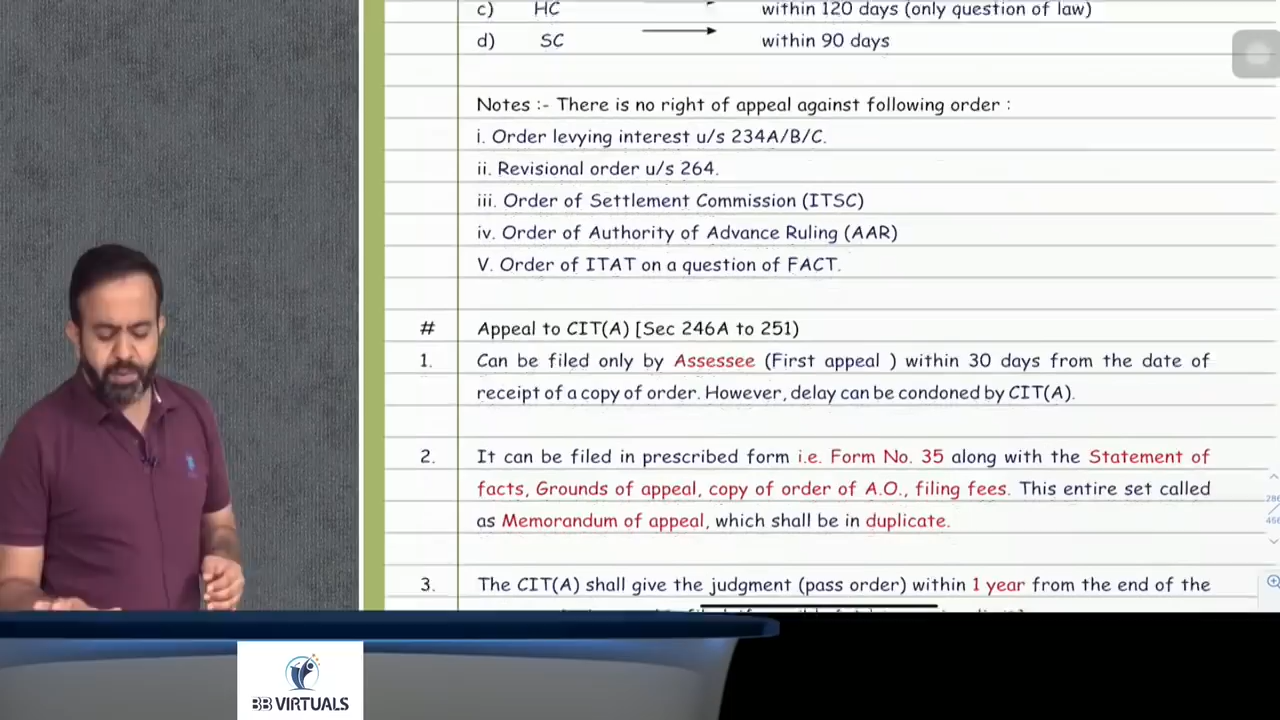 c) HC within 120 days (only question of law)
d) SC within 90 days
Notes :- There is no right of appeal against following order :
i. Order levying interest u/s 234A/B/C.
ii. Revisional order u/s 264.
iii. Order of Settlement Commission (ITSC)
iv. Order of Authority of Advance Ruling (AAR)
V. Order of ITAT on a question of FACT.
# Appeal to CIT(A) [Sec 246A to 251)
1. Can be filed only by Assessee (First appeal ) within 30 days from the date of
receipt of a copy of order. However, delay can be condoned by CIT(A).
2. It can be filed in prescribed form i.e. Form No. 35 along with the Statement of
facts, Grounds of appeal, copy of order of A.O., filing fees. This entire set called
as Memorandum of appeal, which shall be in duplicate.
3. The CIT(A) shall give the judgment (pass order) within 1 year from the end of the
286
456
BB VIRTUALS